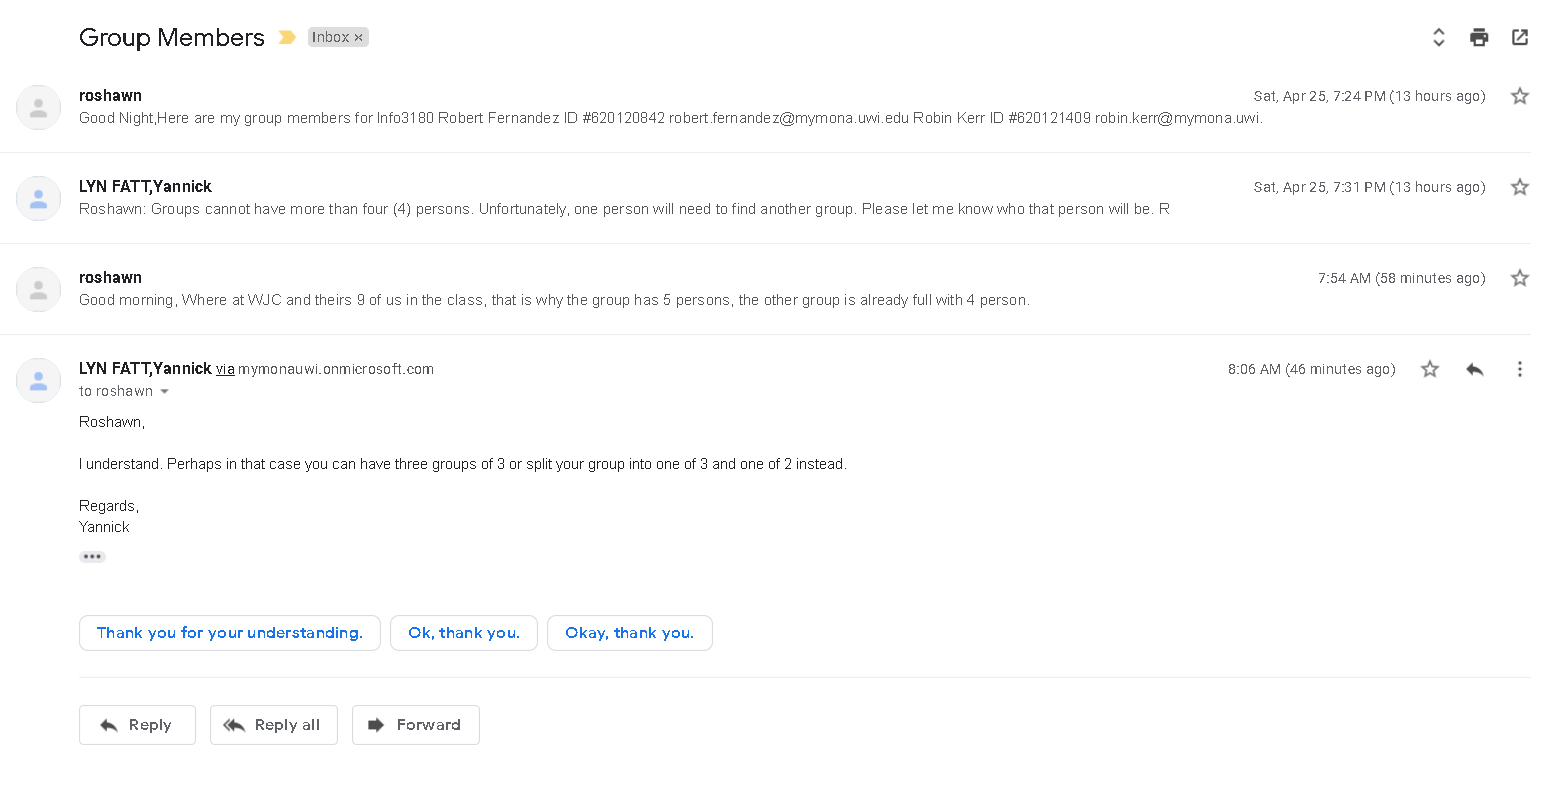 Group Members Inbox ×
roshawn Sat, Apr 25, 7:24 PM (13 hours ago)
Good Night,Here are my group members for Info3180 Robert Fernandez ID #620120842 robert.fernandez@mymona.uwi.edu Robin Kerr ID #620121409 robin.kerr@mymona.uwi.
LYN FATT,Yannick Sat, Apr 25, 7:31 PM (13 hours ago)
Roshawn: Groups cannot have more than four (4) persons. Unfortunately, one person will need to find another group. Please let me know who that person will be. R
roshawn 7:54 AM (58 minutes ago)
Good morning, Where at WJC and theirs 9 of us in the class, that is why the group has 5 persons, the other group is already full with 4 person.
LYN FATT,Yannick via mymonauwi.onmicrosoft.com 8:06 AM (46 minutes ago)
to roshawn
Roshawn,
I understand. Perhaps in that case you can have three groups of 3 or split your group into one of 3 and one of 2 instead.
Regards,
Yannick
Thank you for your understanding. Ok, thank you. Okay, thank you.
Reply Reply all Forward